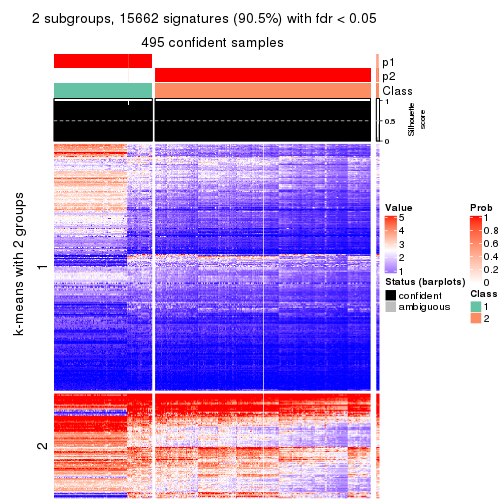 2 subgroups, 15662 signatures (90.5%) with fdr < 0.05
495 confident samples
p1
p2
Class
1
0.5
0
Silhouette
score
k-means with 2 groups
1
2
Value
5
4
3
2
1
Status (barplots)
confident
ambiguous
Prob
1
0.8
0.6
0.4
0.2
0
Class
1
2